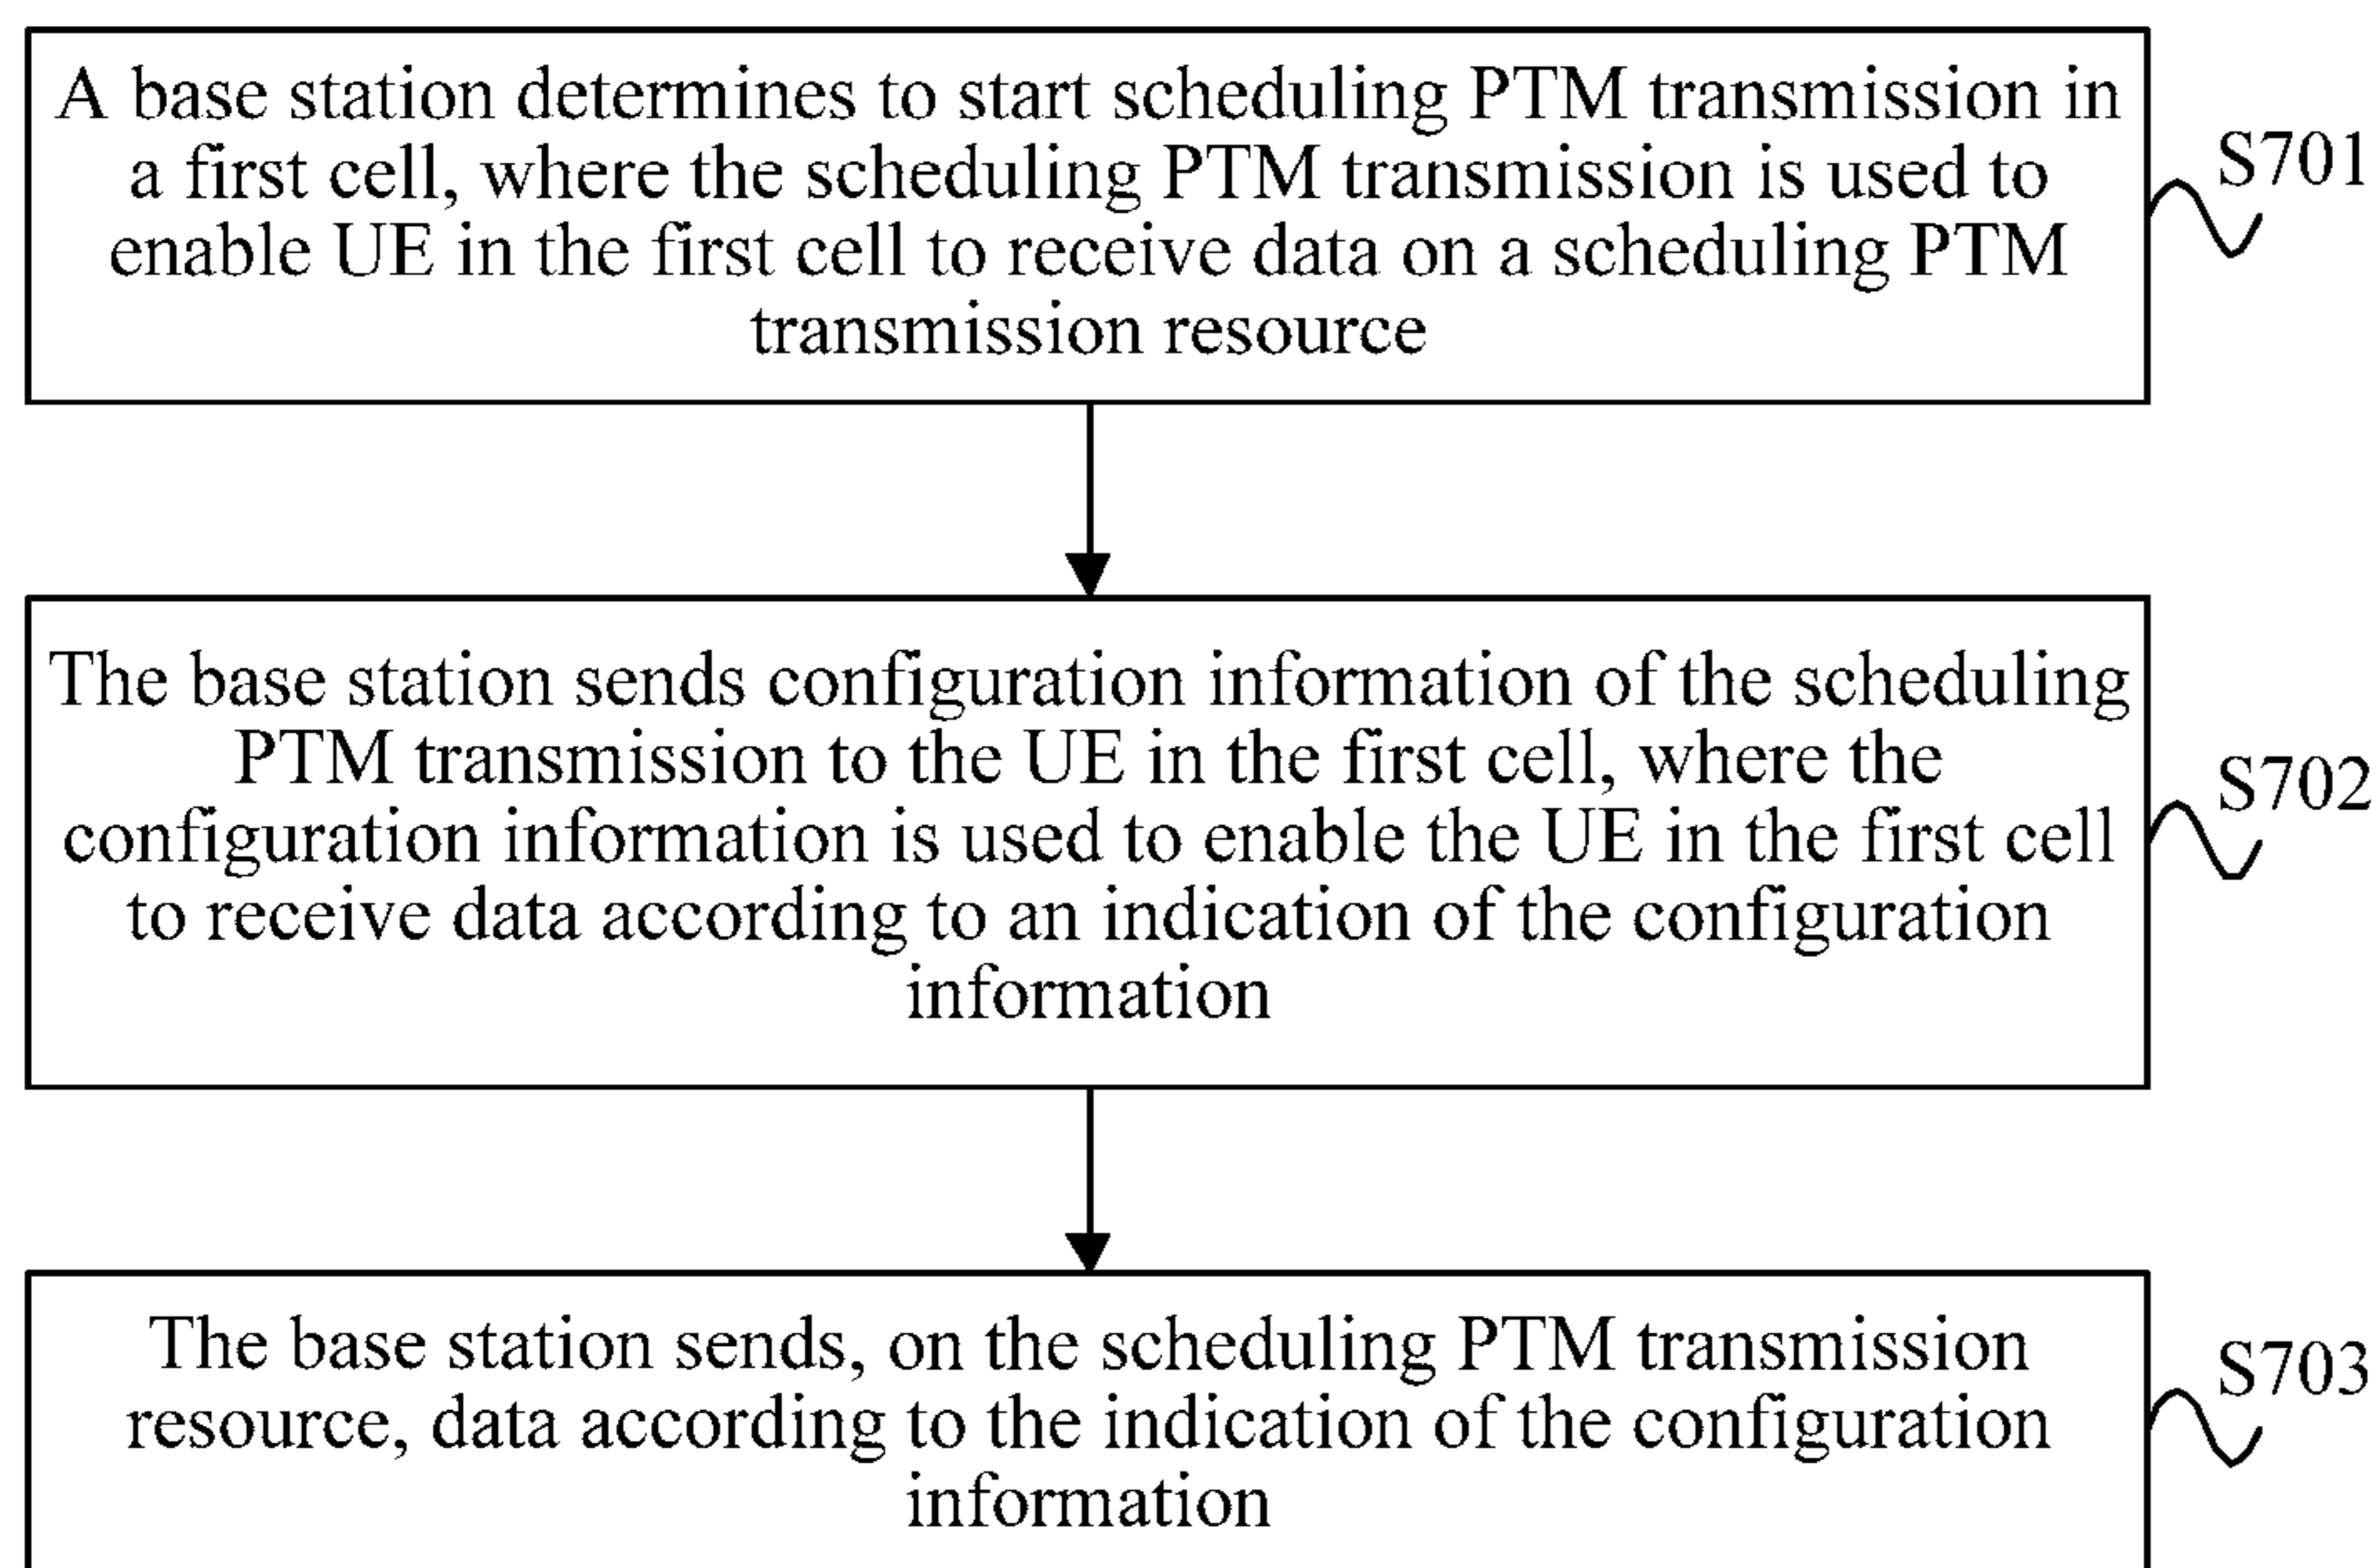 A base station determines to start scheduling PTM transmission in
a first cell, where the scheduling PTM transmission is used to
enable UE in the first cell to receive data on a scheduling PTM
transmission resource
S701
The base station sends configuration information of the scheduling
PTM transmission to the UE in the first cell, where the
configuration information is used to enable the UE in the first cell
to receive data according to an indication of the configuration
information
S702
The base station sends, on the scheduling PTM transmission
resource, data according to the indication of the configuration
information
S703